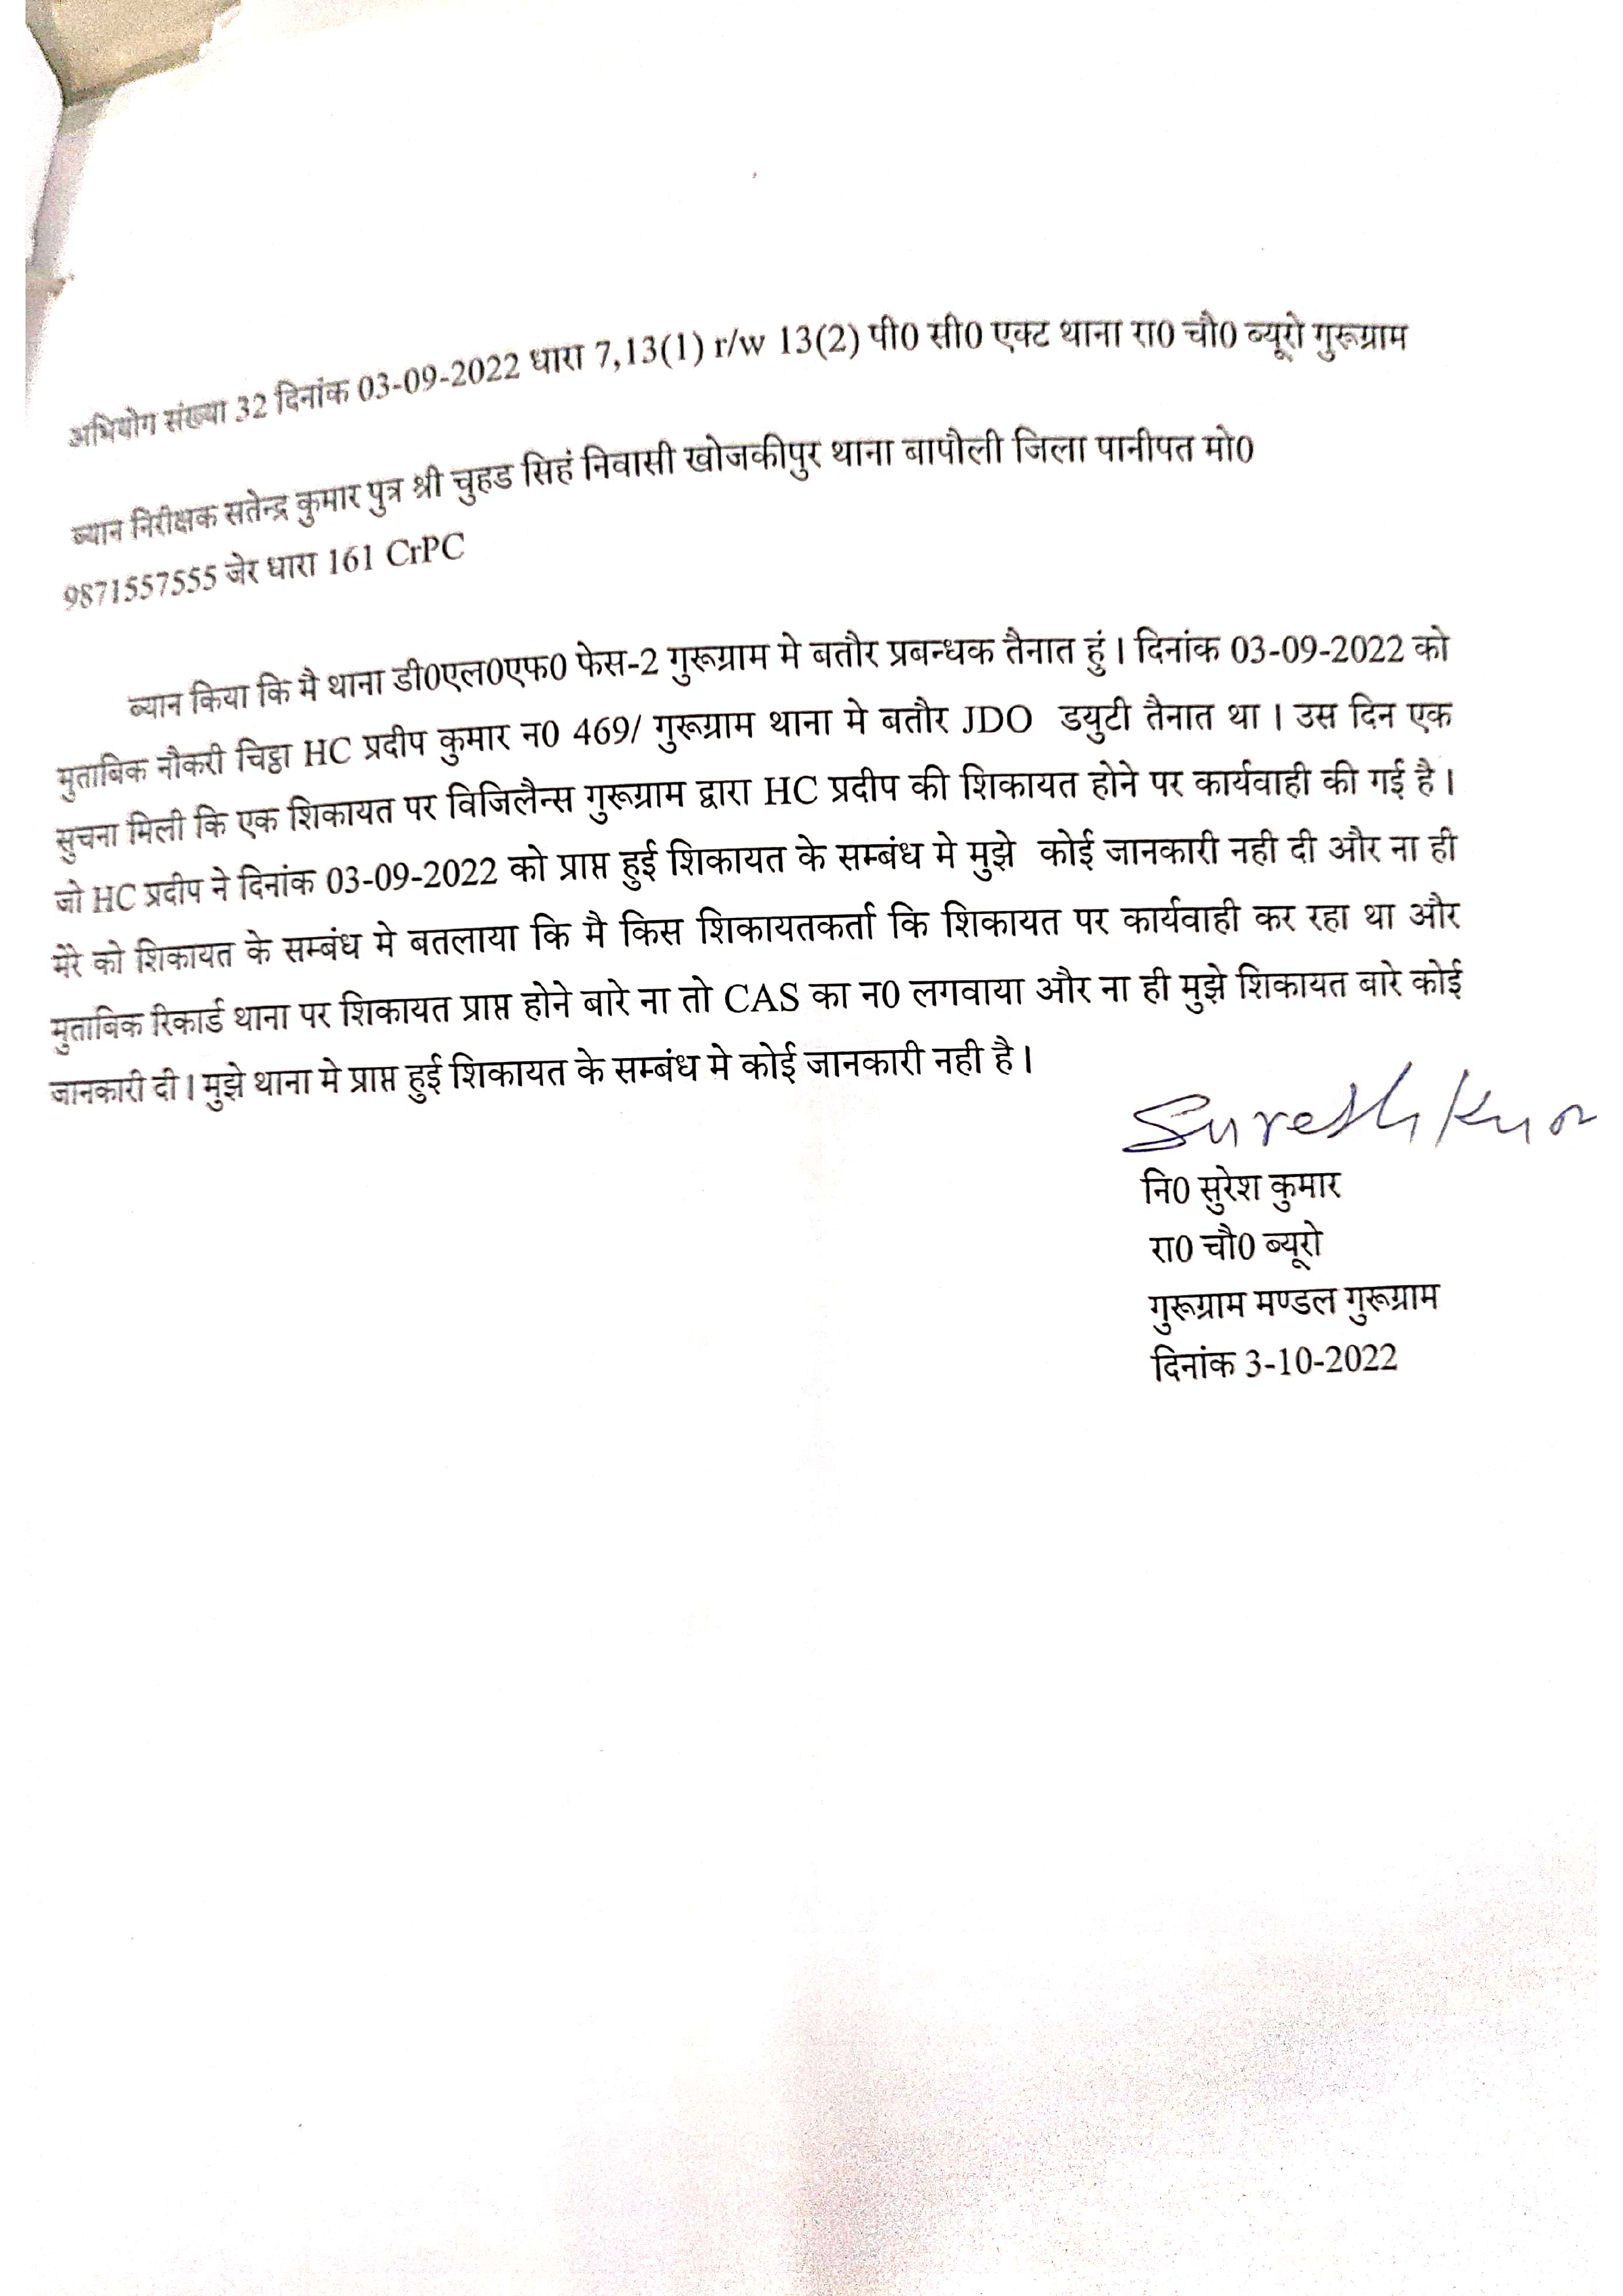 अभियोग संख्या 32 दिनांक 03-09-2022 धारा 7,13(1) r/w 13(2) पी0 सी0 एक्ट थाना रा0 चौ0 ब्यूरो गुरूग्राम
ब्यान निरीक्षक सतेन्द्र कुमार पुत्र श्री चुहड सिहं निवासी खोजकीपुर थाना बापौली जिला पानीपत मो0
9871557555 जेर धारा 161 CrPC
ब्यान किया कि मै थाना डी0एल0एफ0 फेस-2 गुरूग्राम मे बतौर प्रबन्धक तैनात हुं। दिनांक 03-09-2022 को
मुताबिक नौकरी चिट्ठा HC प्रदीप कुमार न0 469/ गुरूग्राम थाना मे बतौर JDO डयुटी तैनात था। उस दिन एक
सुचना मिली कि एक शिकायत पर विजिलैन्स गुरूग्राम द्वारा HC प्रदीप की शिकायत होने पर कार्यवाही की गई है।
जो HC प्रदीप ने दिनांक 03-09-2022 को प्राप्त हुई शिकायत के सम्बंध मे मुझे कोई जानकारी नही दी और ना ही
मेरे को शिकायत के सम्बंध मे बतलाया कि मै किस शिकायतकर्ता कि शिकायत पर कार्यवाही कर रहा था और
मुताबिक रिकार्ड थाना पर शिकायत प्राप्त होने बारे ना तो CAS का न0 लगवाया और ना ही मुझे शिकायत बारे कोई
जानकारी दी। मुझे थाना मे प्राप्त हुई शिकायत के सम्बंध मे कोई जानकारी नही है।
Suresh Kumar
नि0 सुरेश कुमार
रा0 चौ0 ब्यूरो
गुरूग्राम मण्डल गुरूग्राम
दिनांक 3-10-2022